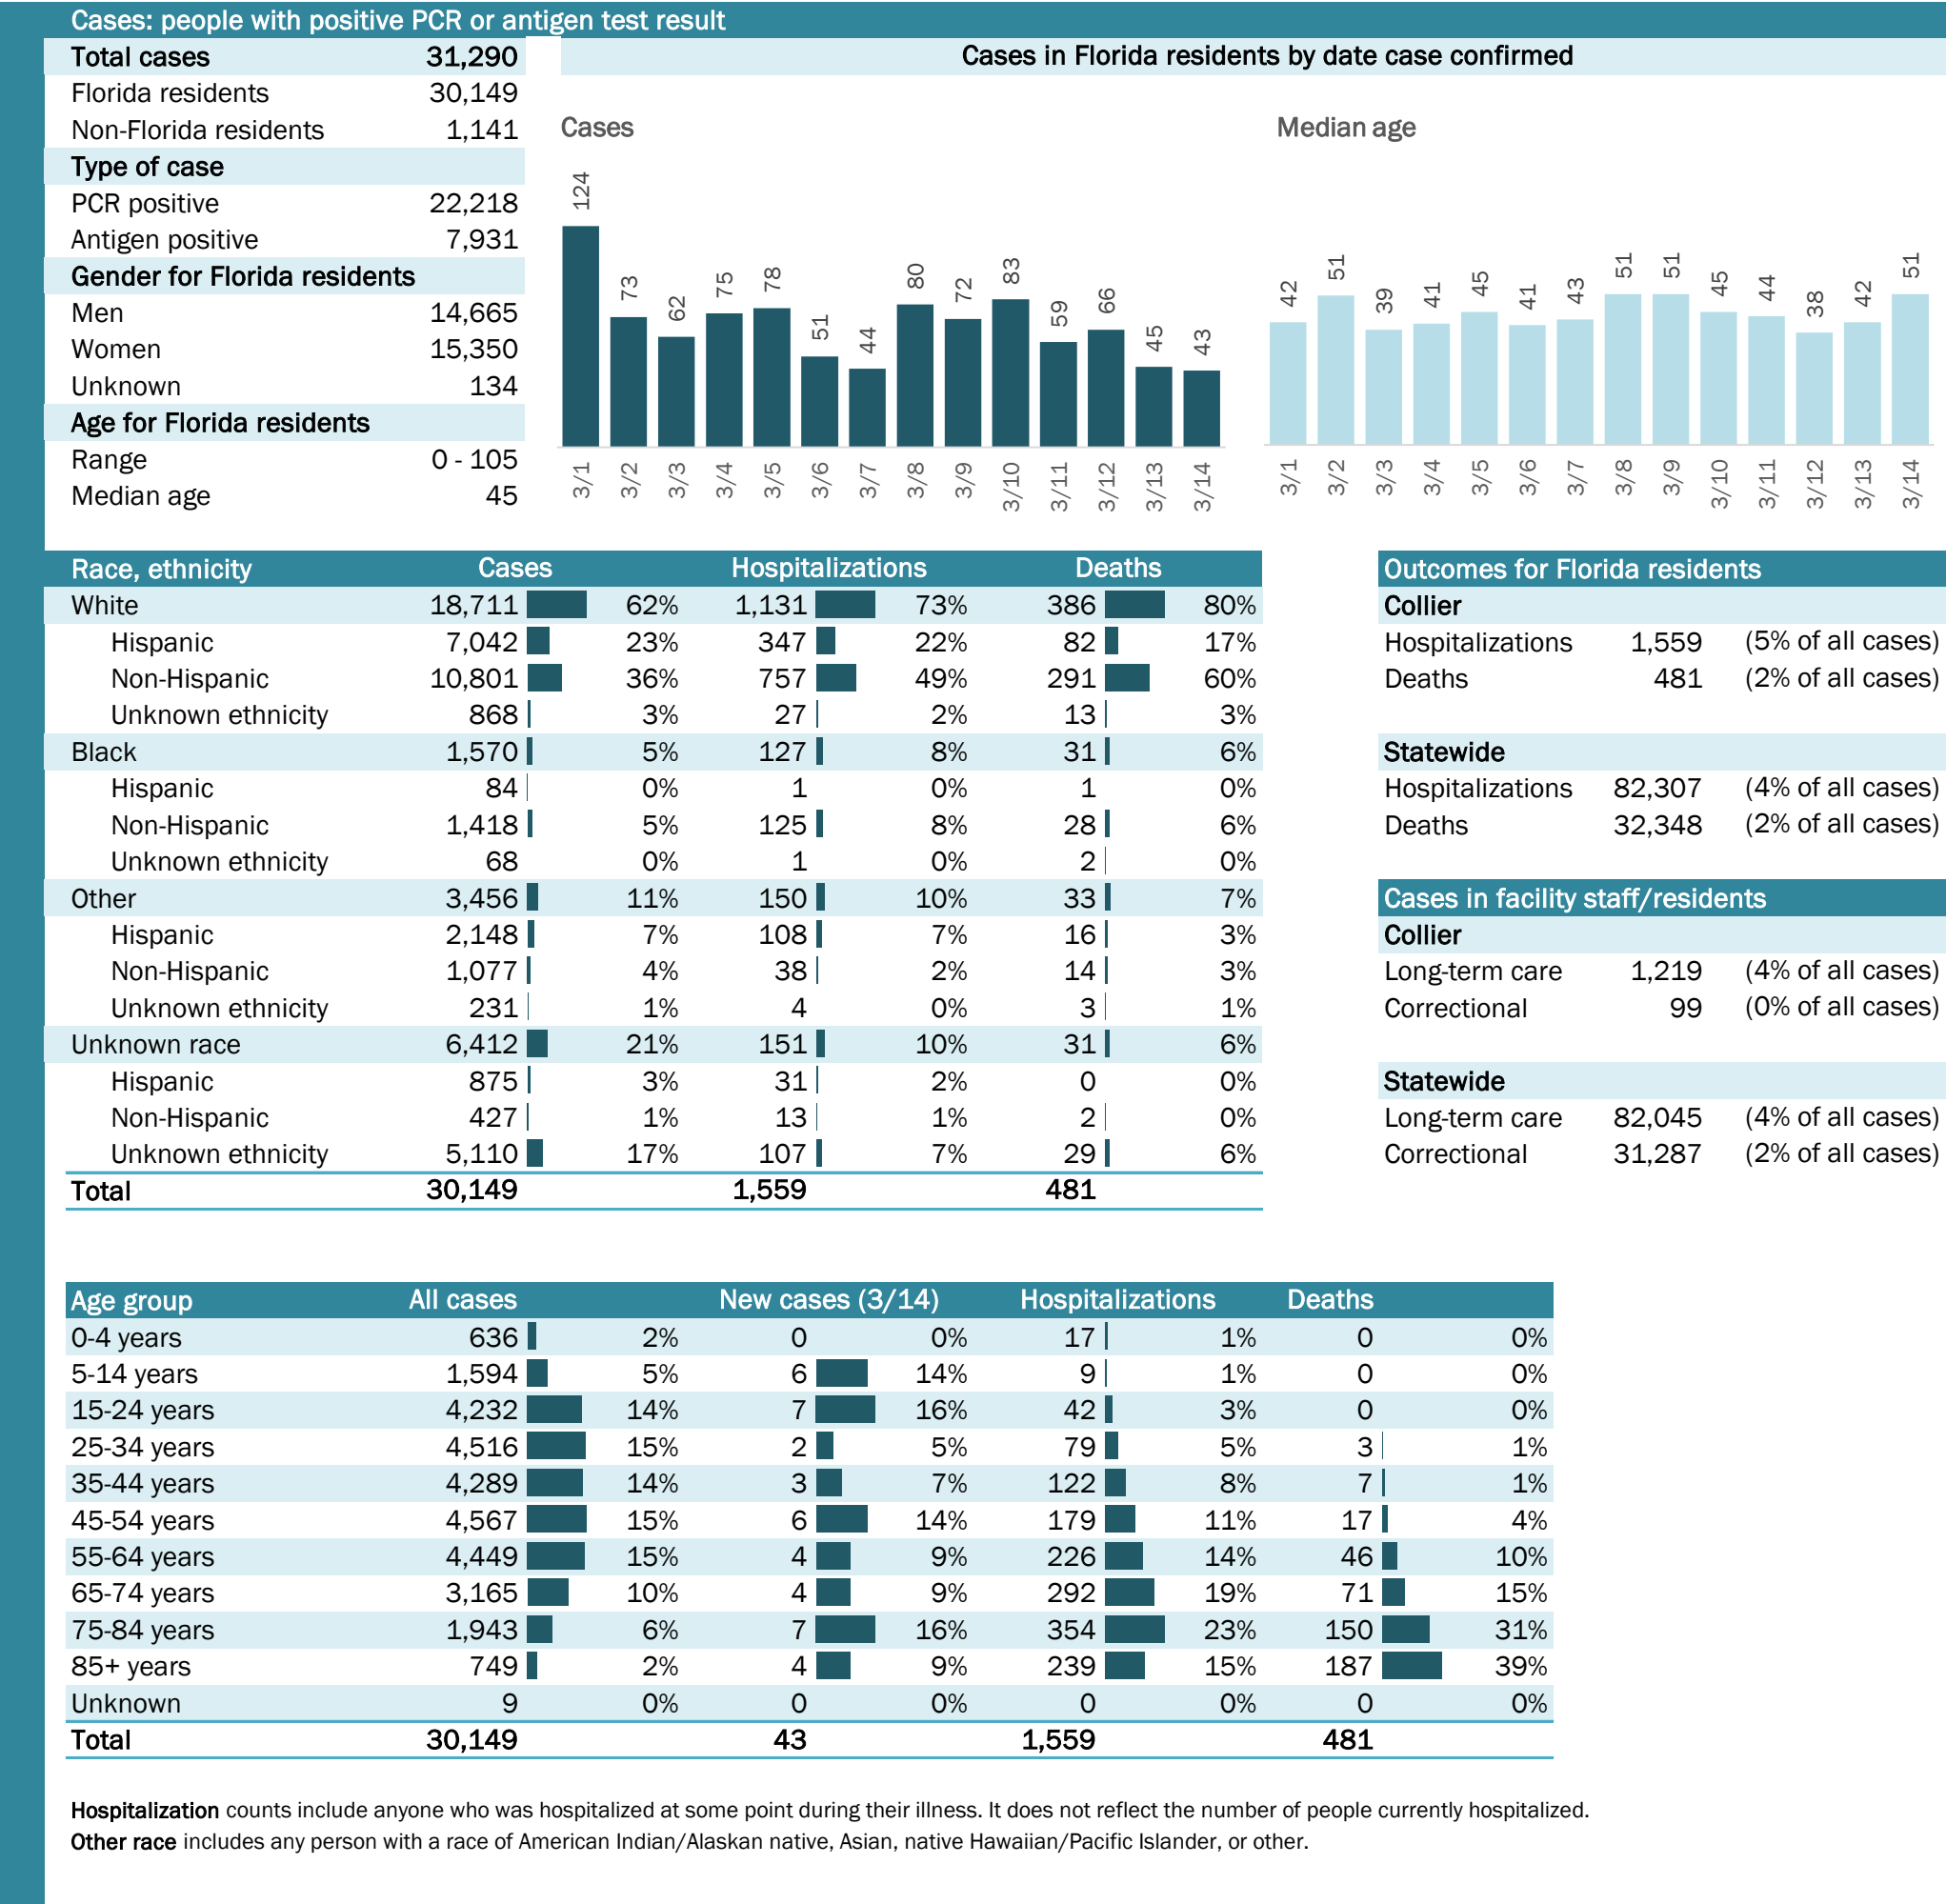 Cases: people with positive PCR or antigen test result
Total cases 31,290
Florida residents 30,149
Non-Florida residents 1,141
Type of case
PCR positive 22,218
Antigen positive 7,931
Gender for Florida residents
Men 14,665
Women 15,350
Unknown 134
Age for Florida residents
Range 0 - 105
Median age 45
Cases in Florida residents by date case confirmed
Cases
124 73 62 75 78 51 44 80 72 83 59 66 45 43
3/1 3/2 3/3 3/4 3/5 3/6 3/7 3/8 3/9 3/10 3/11 3/12 3/13 3/14
Median age
42 51 39 41 45 41 43 51 51 45 44 38 42 51
3/1 3/2 3/3 3/4 3/5 3/6 3/7 3/8 3/9 3/10 3/11 3/12 3/13 3/14
Race, ethnicity Cases Hospitalizations Deaths
White 18,711 62% 1,131 73% 386 80%
Hispanic 7,042 23% 347 22% 82 17%
Non-Hispanic 10,801 36% 757 49% 291 60%
Unknown ethnicity 868 3% 27 2% 13 3%
Black 1,570 5% 127 8% 31 6%
Hispanic 84 0% 1 0% 1 0%
Non-Hispanic 1,418 5% 125 8% 28 6%
Unknown ethnicity 68 0% 1 0% 2 0%
Other 3,456 11% 150 10% 33 7%
Hispanic 2,148 7% 108 7% 16 3%
Non-Hispanic 1,077 4% 38 2% 14 3%
Unknown ethnicity 231 1% 4 0% 3 1%
Unknown race 6,412 21% 151 10% 31 6%
Hispanic 875 3% 31 2% 0 0%
Non-Hispanic 427 1% 13 1% 2 0%
Unknown ethnicity 5,110 17% 107 7% 29 6%
Total 30,149 1,559 481
Outcomes for Florida residents
Collier
Hospitalizations 1,559 (5% of all cases)
Deaths 481 (2% of all cases)
Statewide
Hospitalizations 82,307 (4% of all cases)
Deaths 32,348 (2% of all cases)
Cases in facility staff/residents
Collier
Long-term care 1,219 (4% of all cases)
Correctional 99 (0% of all cases)
Statewide
Long-term care 82,045 (4% of all cases)
Correctional 31,287 (2% of all cases)
Age group All cases New cases (3/14) Hospitalizations Deaths
0-4 years 636 2% 0 0% 17 1% 0 0%
5-14 years 1,594 5% 6 14% 9 1% 0 0%
15-24 years 4,232 14% 7 16% 42 3% 0 0%
25-34 years 4,516 15% 2 5% 79 5% 3 1%
35-44 years 4,289 14% 3 7% 122 8% 7 1%
45-54 years 4,567 15% 6 14% 179 11% 17 4%
55-64 years 4,449 15% 4 9% 226 14% 46 10%
65-74 years 3,165 10% 4 9% 292 19% 71 15%
75-84 years 1,943 6% 7 16% 354 23% 150 31%
85+ years 749 2% 4 9% 239 15% 187 39%
Unknown 9 0% 0 0% 0 0% 0 0%
Total 30,149 43 1,559 481
Hospitalization counts include anyone who was hospitalized at some point during their illness. It does not reflect the number of people currently hospitalized.
Other race includes any person with a race of American Indian/Alaskan native, Asian, native Hawaiian/Pacific Islander, or other.